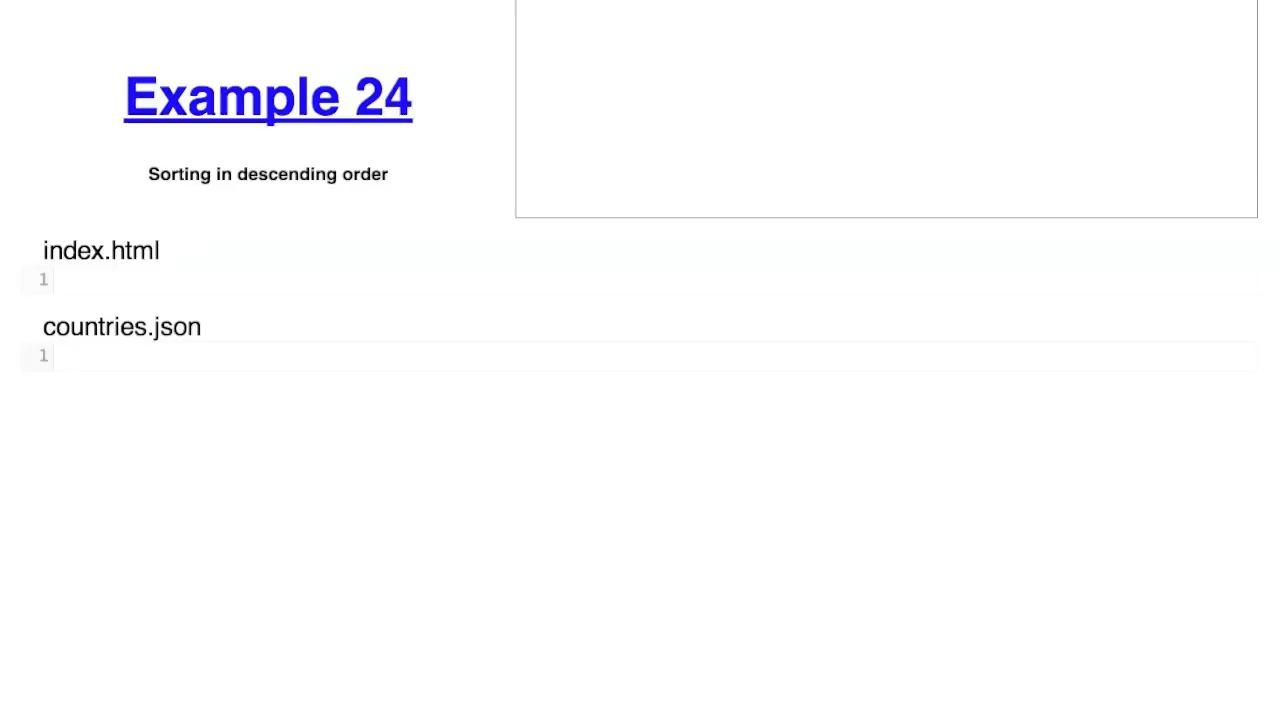 Example 24
Sorting in descending order
index.html
1
countries.json
1